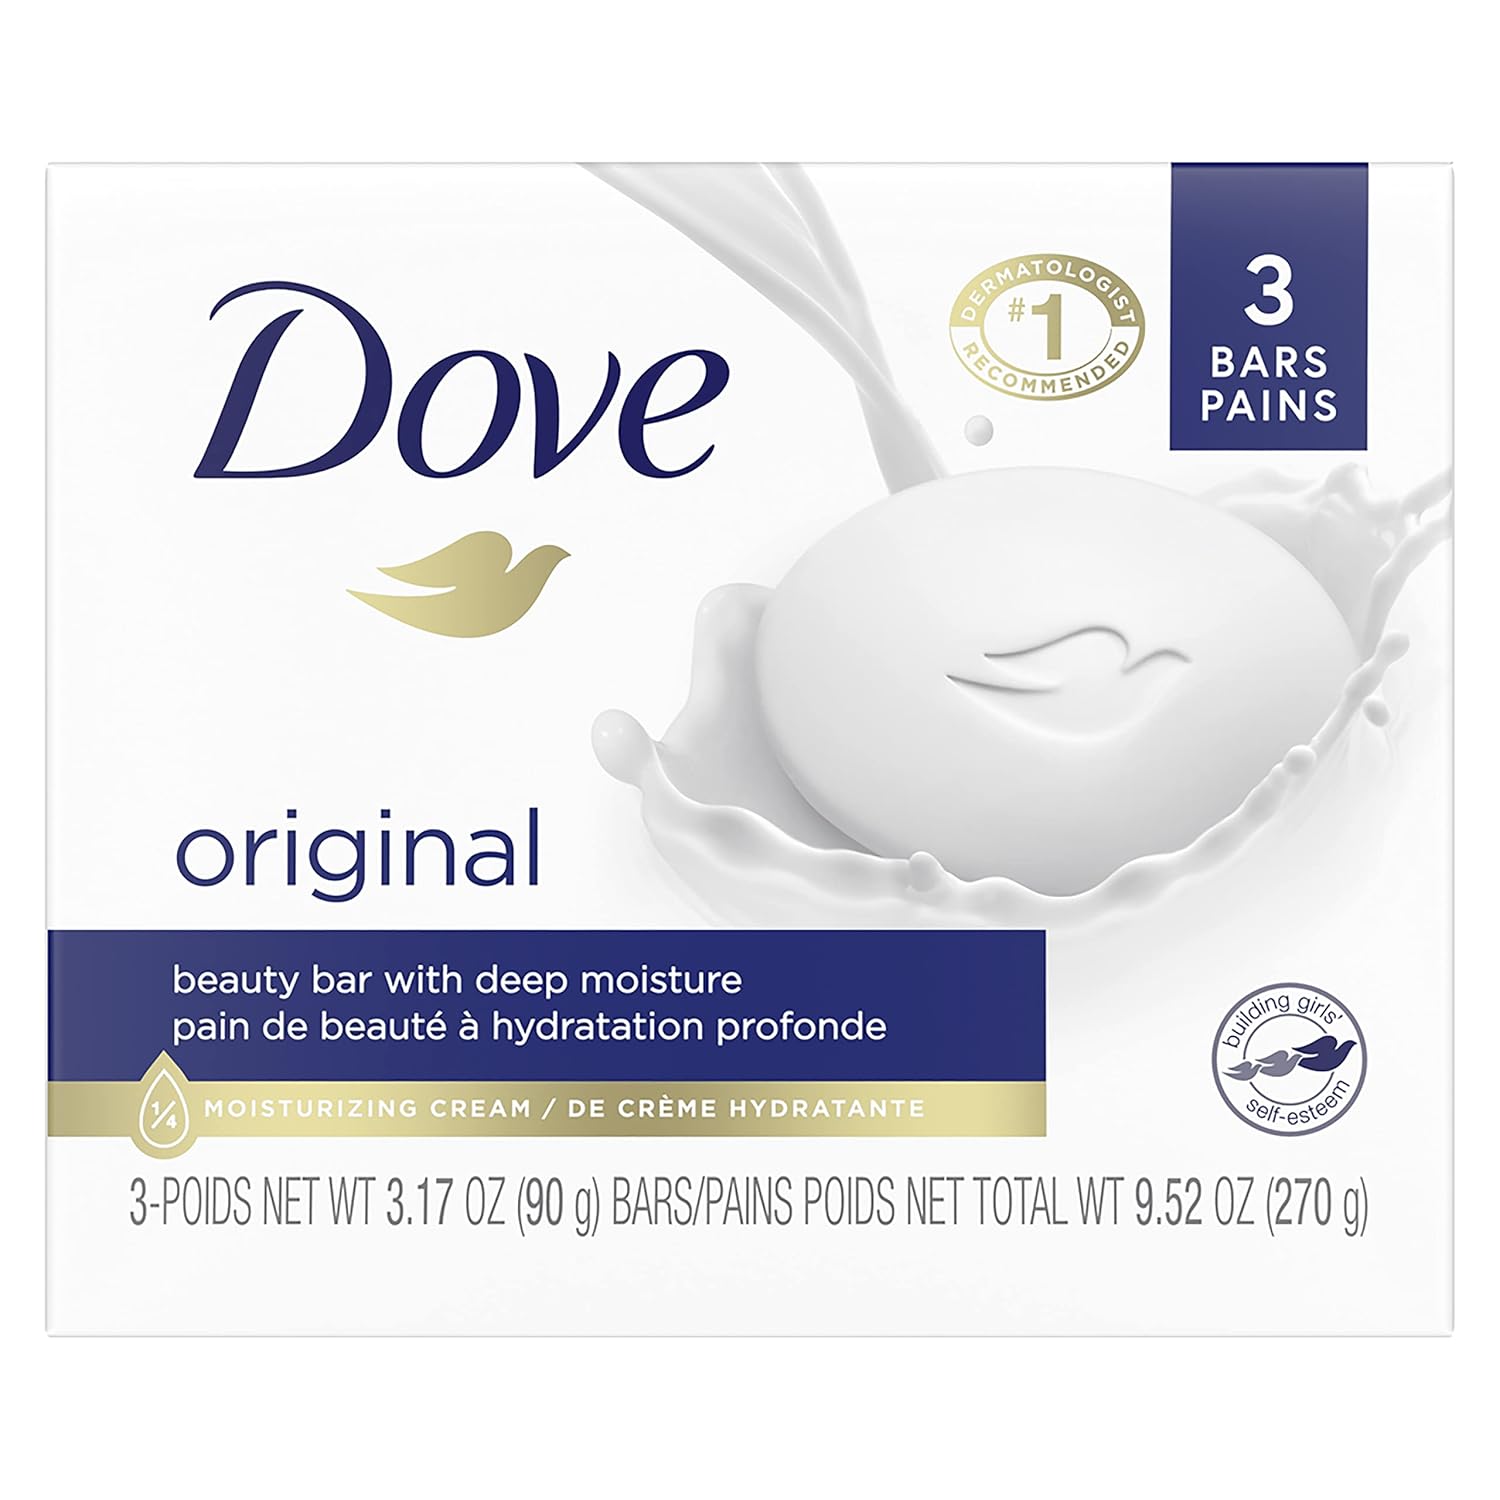 Dove
DERMATOLOGIST
#1
RECOMMENDED
3
BARS
PAINS
original
beauty bar with deep moisture
pain de beauté à hydratation profonde
1/4 MOISTURIZING CREAM / DE CRÈME HYDRATANTE
building girls'
self-esteem
3-POIDS NET WT 3.17 OZ (90 g) BARS/PAINS POIDS NET TOTAL WT 9.52 OZ (270 g)